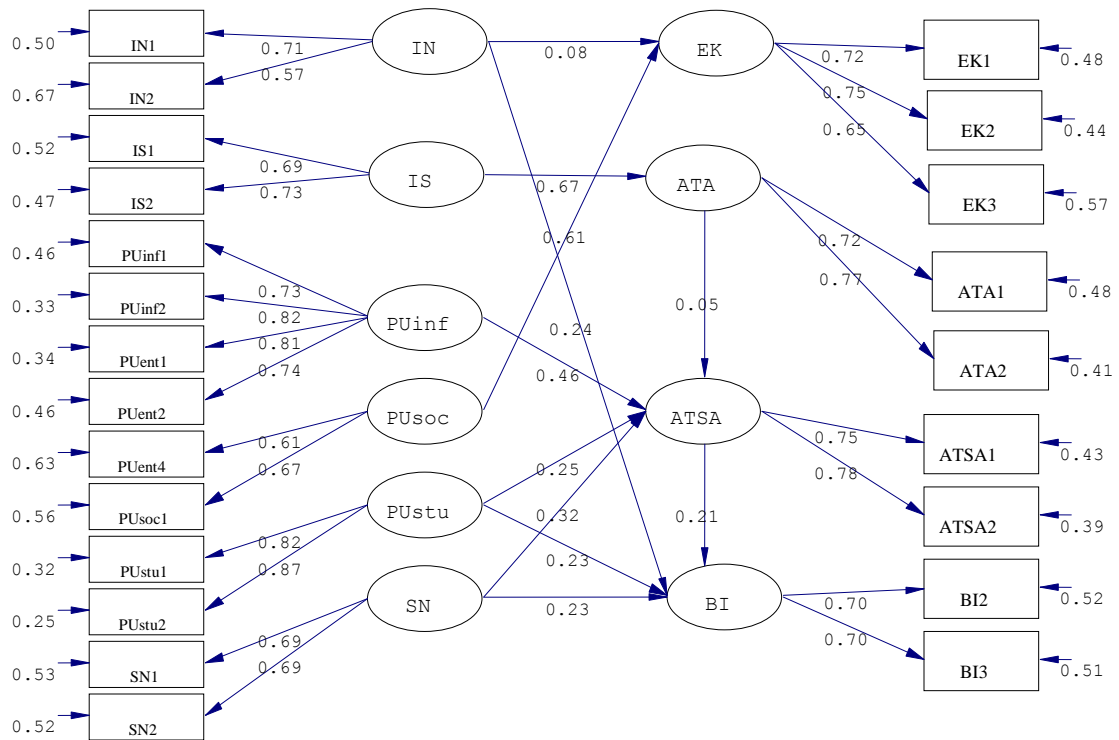 0.50
IN1
0.71
0.57
IN
0.08
EK
0.72
0.75
0.65
EK1
0.48
0.67
IN2
EK2
0.44
0.52
IS1
0.69
0.73
IS
0.67
ATA
0.47
IS2
EK3
0.57
0.46
PUinf1
0.61
0.72
0.77
ATA1
0.48
0.33
PUinf2
0.73
0.82
0.81
0.74
PUinf
0.24
0.46
0.05
0.34
PUent1
ATA2
0.41
0.46
PUent2
0.63
PUent4
0.61
0.67
PUsoc
ATSA
0.75
0.78
ATSA1
0.43
0.56
PUsoc1
PUstu
0.25
0.32
0.23
0.21
ATSA2
0.39
0.32
PUstu1
0.82
0.87
0.25
PUstu2
SN
0.23
BI
0.70
0.70
BI2
0.52
0.53
SN1
0.69
0.69
BI3
0.51
0.52
SN2